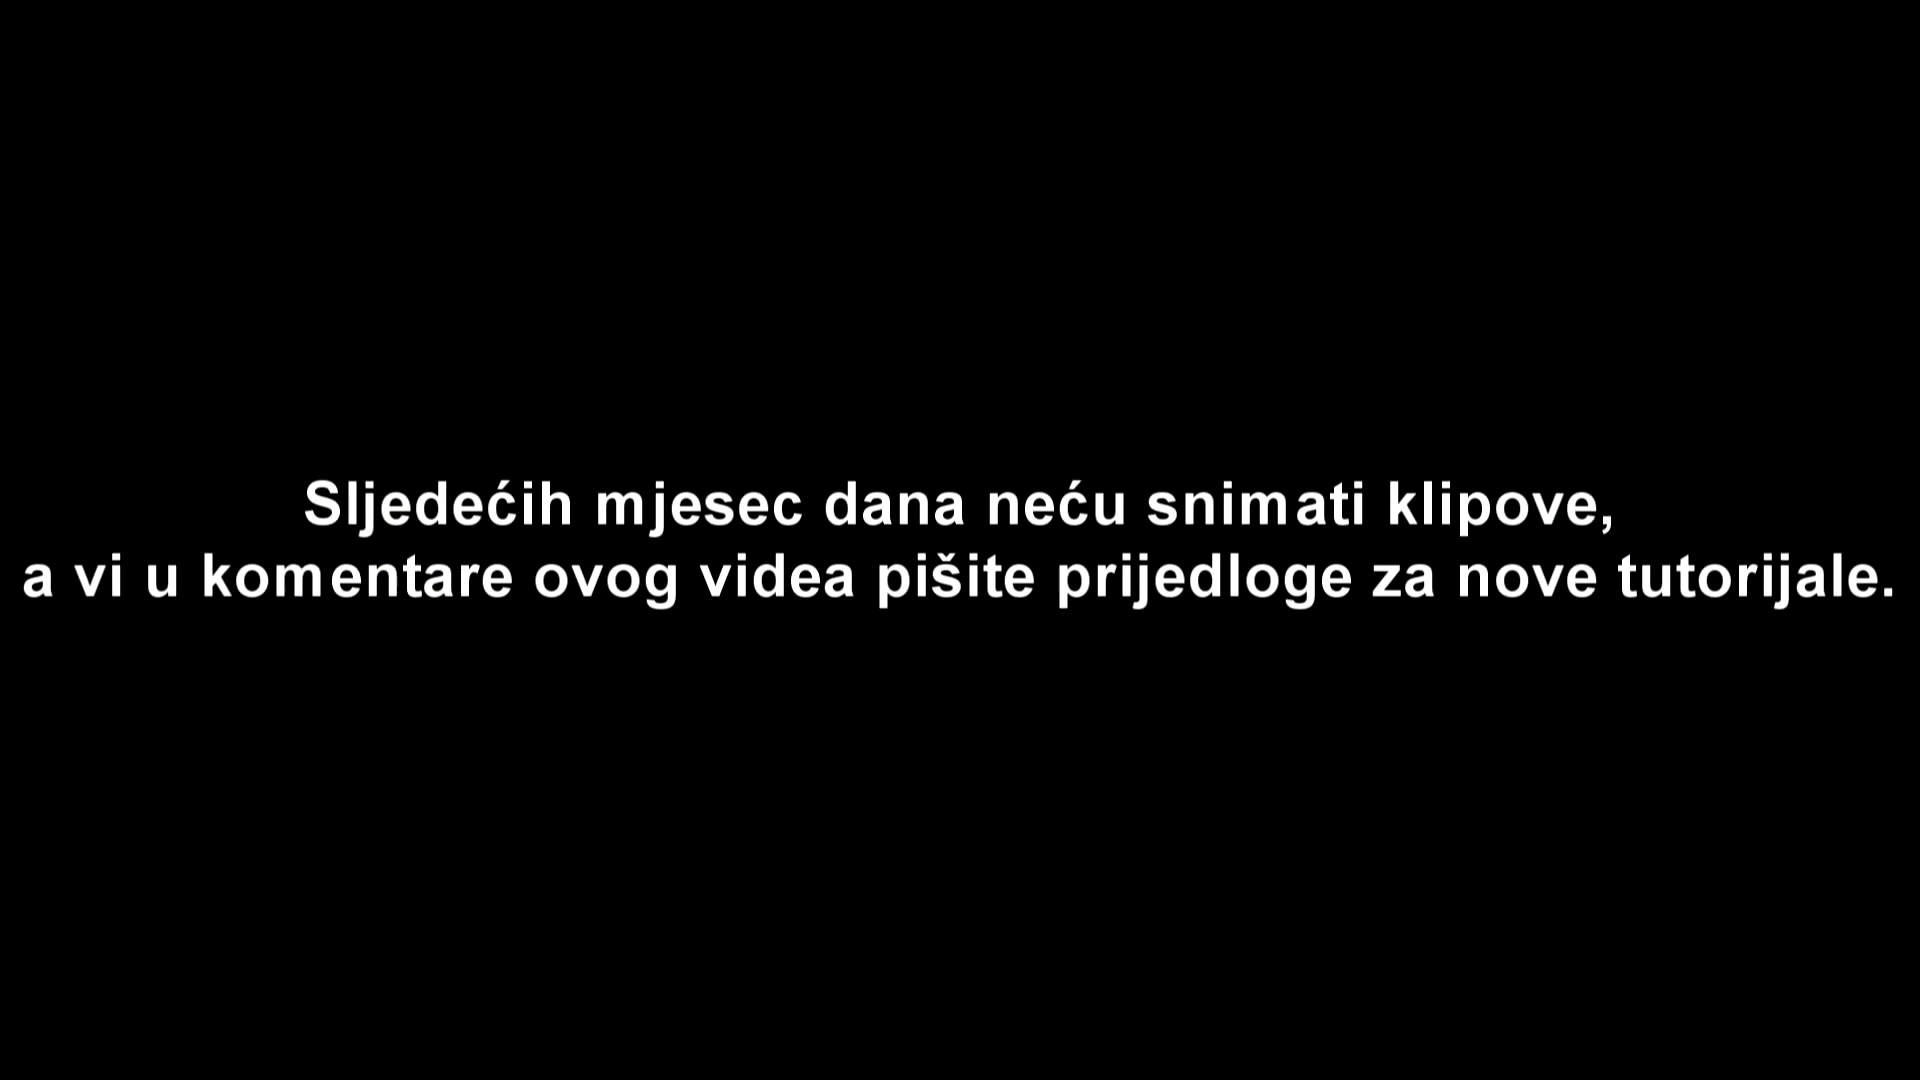 Sljedećih mjesec dana neću snimati klipove,
a vi u komentare ovog videa pišite prijedloge za nove tutorijale.